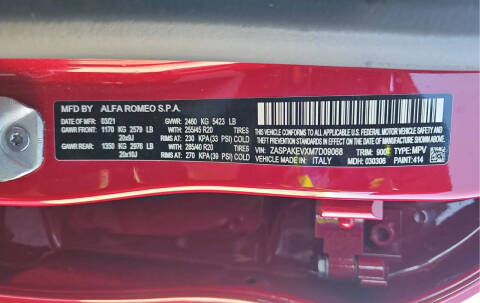 MFD BY ALFA ROMEO S.P.A.
DATE OF MFR: 03/21 GVWR: 2460 KG 5423 LB
GAWR FRONT: 1170 KG 2579 LB WITH: 255/45 R20 TIRES
20x9J RIMS AT: 230 KPA(33 PSI) COLD
GAWR REAR: 1350 KG 2976 LB WITH: 285/40 R20 TIRES
20x10J RIMS AT: 270 KPA(39 PSI) COLD
THIS VEHICLE CONFORMS TO ALL APPLICABLE U.S. FEDERAL MOTOR VEHICLE SAFETY, BUMPER, AND
THEFT PREVENTION STANDARDS IN EFFECT ON THE DATE OF MANUFACTURE SHOWN ABOVE.
VIN: ZASPAKEVXM7D09068 TRIM: 900 TYPE: MPV
VEHICLE MADE IN: ITALY MDH: 030306 PAINT: 414